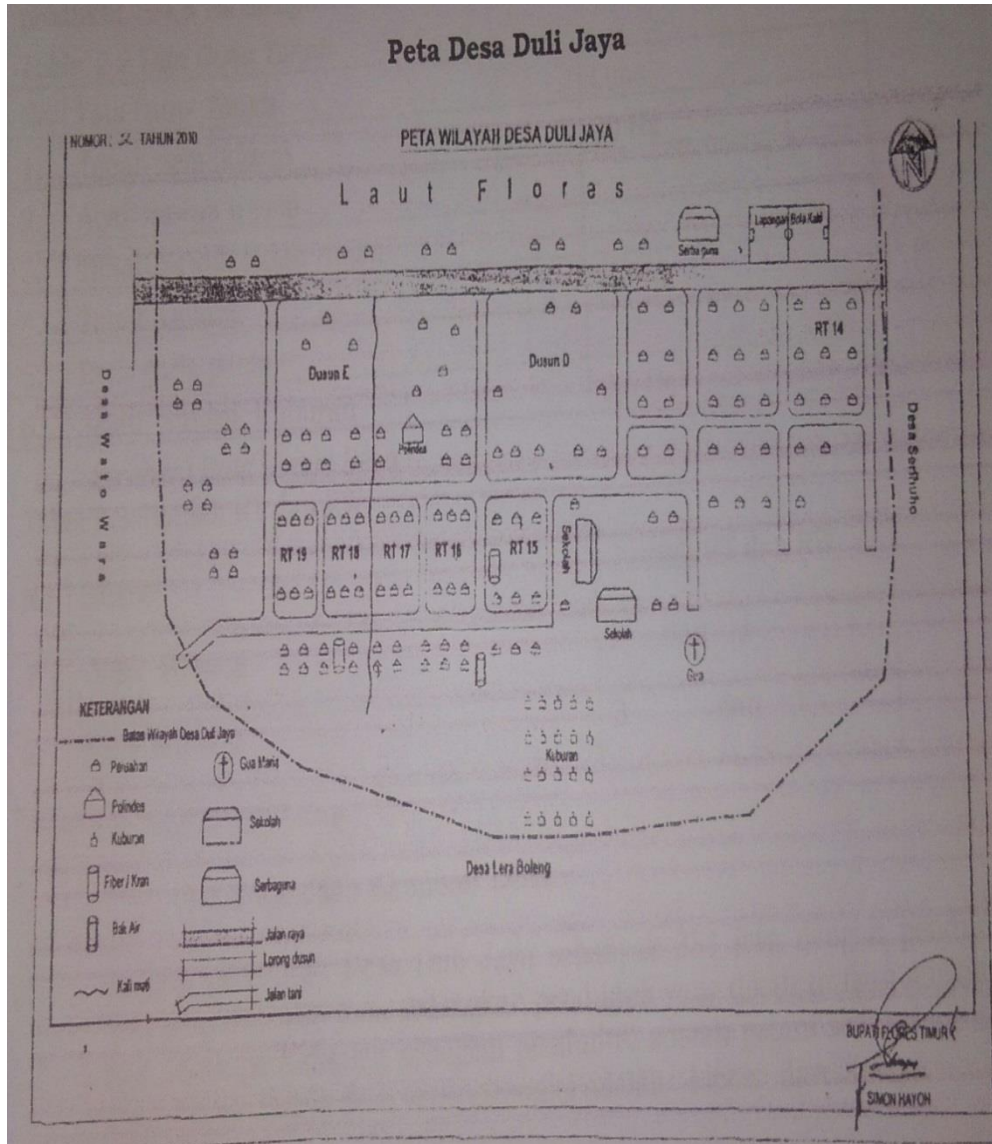 Peta Desa Duli Jaya
NOMOR : TAHUN 2010
PETA WILAYAH DESA DULI JAYA
N
Laut Floras
Lapangan Bola Kaki
Serba guna
RT 14
Dusun E
Dusun D
Desa Wato Wara
Polindes
Desa
RT 19
RT 18
RT 17
RT 16
RT 15
Sekolah
Sekolah
Goa
KETERANGAN
Batas Wilayah Desa Duli Jaya
Kuburan
Gua Maria
Polindes
Kuburan
Sekolah
Desa Lera Boleng
Fiber / Kran
Serbaguna
Bak Air
Jalan raya
Lorong dusun
Kali mati
Jalan tani
BUPATI FLORES TIMUR
SIMON HAYON